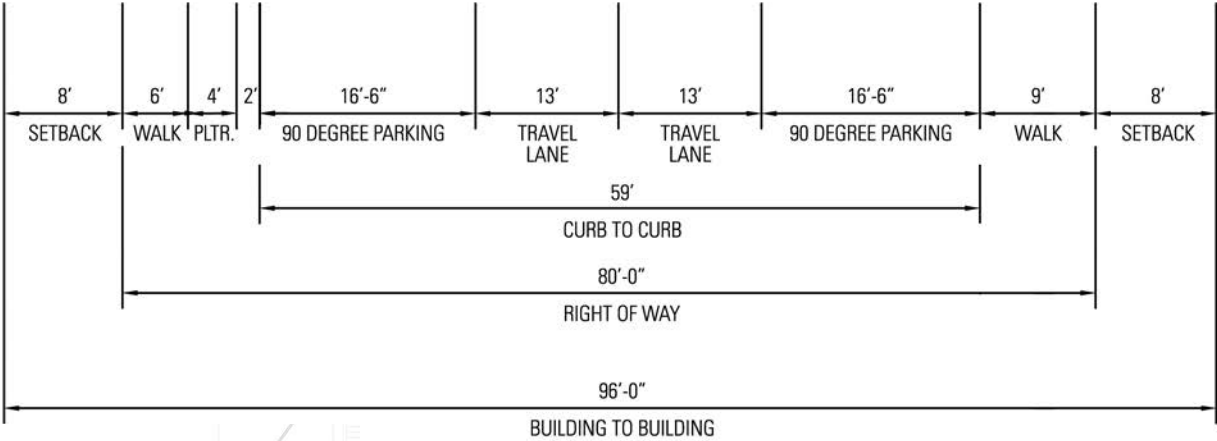 8' 6' 4' 2' 16'-6" 13' 13' 16'-6" 9' 8'
SETBACK WALK PLTR. 90 DEGREE PARKING TRAVEL LANE TRAVEL LANE 90 DEGREE PARKING WALK SETBACK
59'
CURB TO CURB
80'-0"
RIGHT OF WAY
96'-0"
BUILDING TO BUILDING